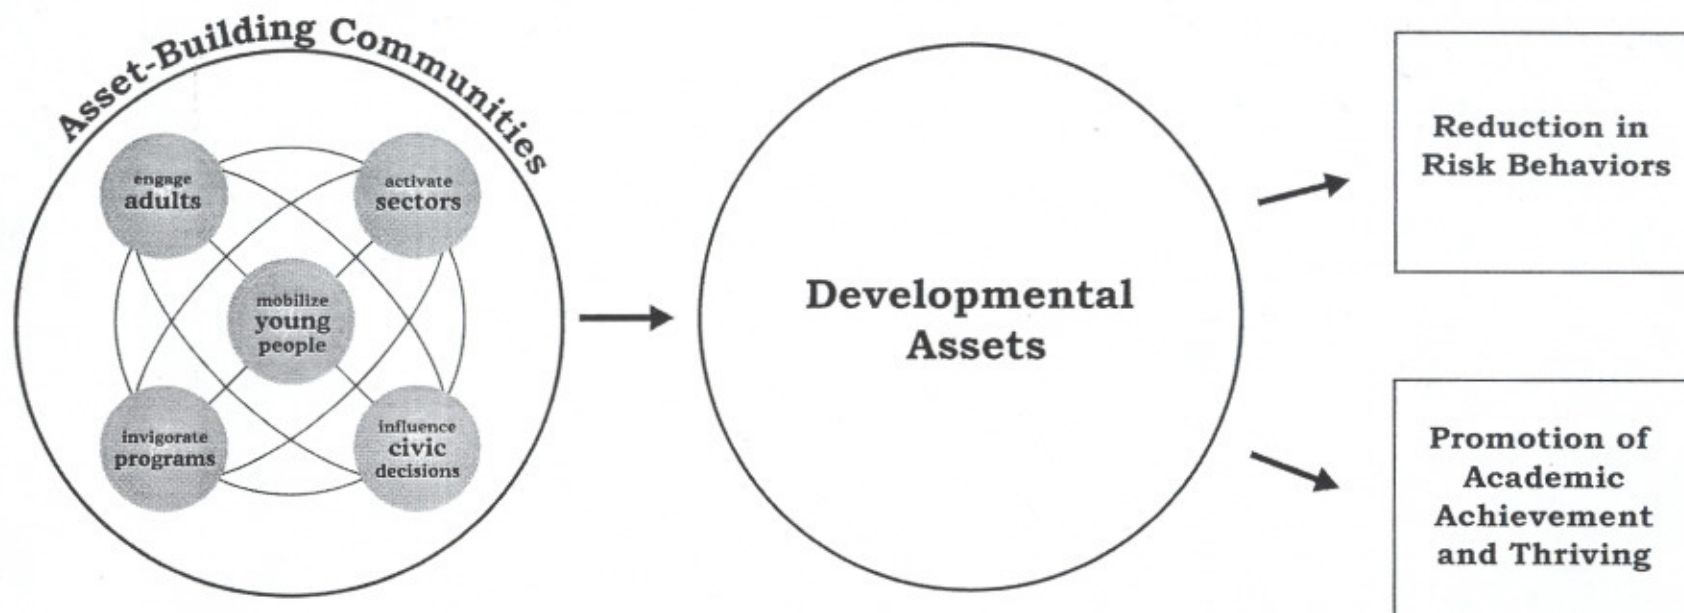 Asset-Building Communities
engage
adults
activate
sectors
mobilize
young
people
invigorate
programs
influence
civic
decisions
Developmental
Assets
Reduction in
Risk Behaviors
Promotion of
Academic
Achievement
and Thriving